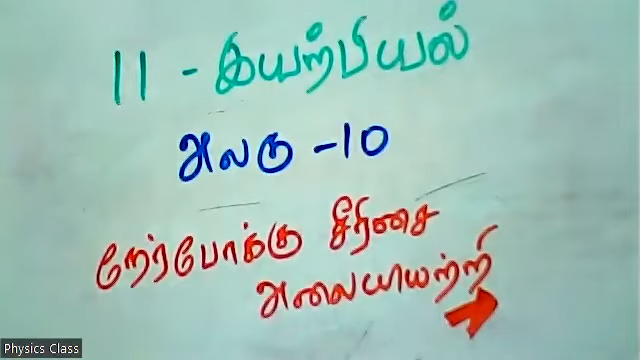 11 - இயற்பியல்
அலகு - 10
நேர்போக்கு சீரிசை
அலையியற்றி
Physics Class